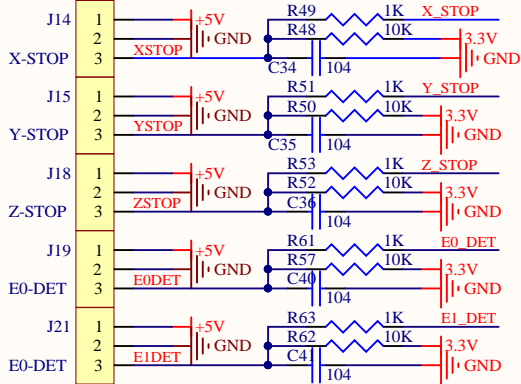 J14 1 +5V R49 1K X_STOP
2 GND R48 10K 3.3V
X-STOP 3 XSTOP C34 104 GND
J15 1 +5V R51 1K Y_STOP
2 GND R50 10K 3.3V
Y-STOP 3 YSTOP C35 104 GND
J18 1 +5V R53 1K Z_STOP
2 GND R52 10K 3.3V
Z-STOP 3 ZSTOP C36 104 GND
J19 1 +5V R61 1K E0_DET
2 GND R57 10K 3.3V
E0-DET 3 E0DET C40 104 GND
J21 1 +5V R63 1K E1_DET
2 GND R62 10K 3.3V
E0-DET 3 E1DET C41 104 GND